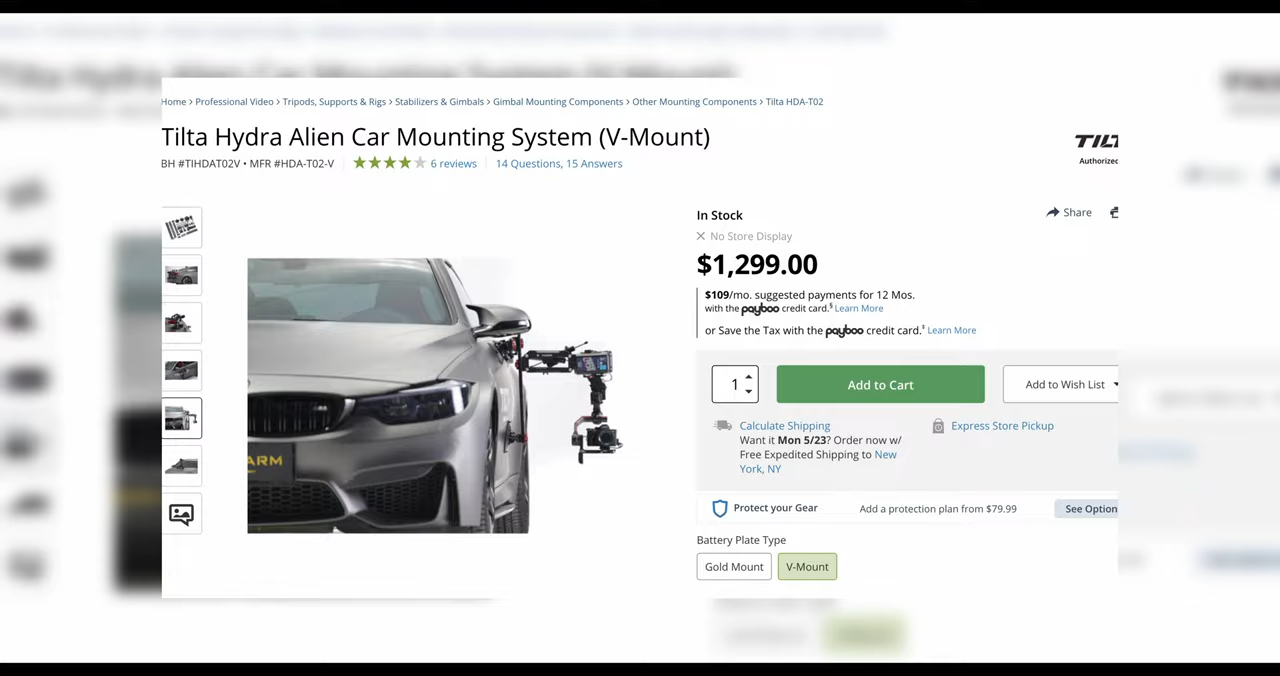 Home › Professional Video › Tripods, Supports & Rigs › Stabilizers & Gimbals › Gimbal Mounting Components › Other Mounting Components › Tilta HDA-T02
Tilta Hydra Alien Car Mounting System (V-Mount)
BH #TIHDAT02V • MFR #HDA-T02-V
6 reviews
14 Questions, 15 Answers
TILT
Authorized
In Stock
Share
No Store Display
$1,299.00
$109/mo. suggested payments for 12 Mos.
with the payboo credit card.§ Learn More
or Save the Tax with the payboo credit card.‡ Learn More
1
Add to Cart
Add to Wish List
Calculate Shipping
Express Store Pickup
Want it Mon 5/23? Order now w/
Free Expedited Shipping to New
York, NY
Protect your Gear
Add a protection plan from $79.99
See Option
Battery Plate Type
Gold Mount
V-Mount
ARM